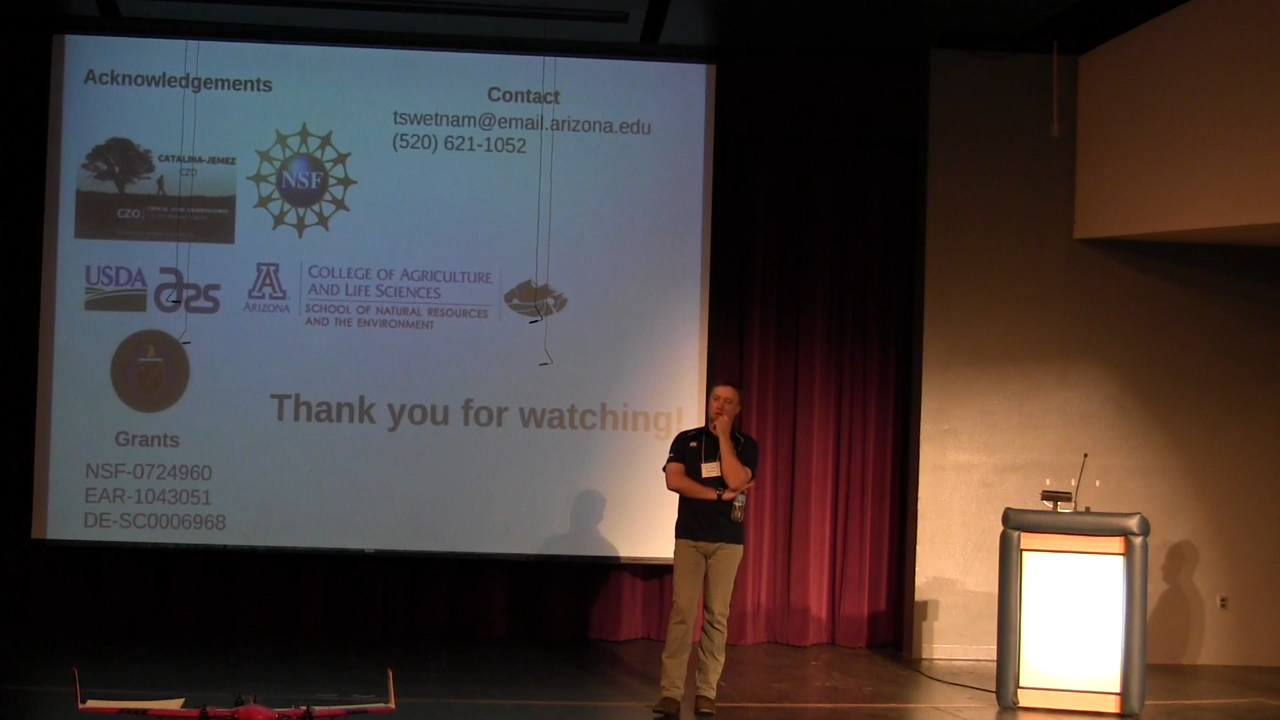 Acknowledgements
Contact
tswetnam@email.arizona.edu
(520) 621-1052
CATALINA-JEMEZ
CZO
CZO
NSF
USDA
ars
A
ARIZONA
COLLEGE OF AGRICULTURE
AND LIFE SCIENCES
SCHOOL OF NATURAL RESOURCES
AND THE ENVIRONMENT
Thank you for watching!
Grants
NSF-0724960
EAR-1043051
DE-SC0006968